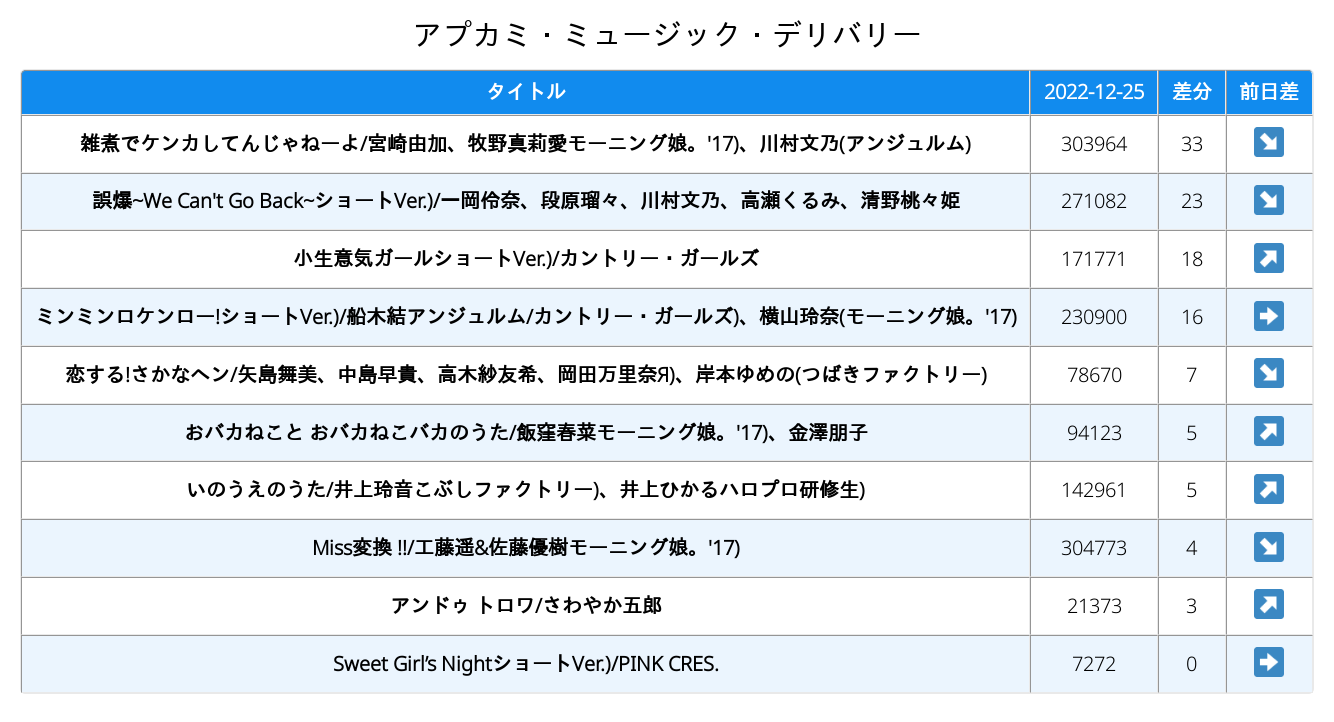 アプカミ・ミュージック・デリバリー
タイトル 2022-12-25 差分 前日差
雑煮でケンカしてんじゃねーよ/宮崎由加、牧野真莉愛モーニング娘。'17)、川村文乃(アンジュルム) 303964 33
誤爆~We Can't Go Back~ショートVer.)/一岡伶奈、段原瑠々、川村文乃、高瀬くるみ、清野桃々姫 271082 23
小生意気ガールショートVer.)/カントリー・ガールズ 171771 18
ミンミンロケンロー!ショートVer.)/船木結アンジュルム/カントリー・ガールズ)、横山玲奈(モーニング娘。'17) 230900 16
恋する!さかなヘン/矢島舞美、中島早貴、高木紗友希、岡田万里奈Я)、岸本ゆめの(つばきファクトリー) 78670 7
おバカねこと おバカねこバカのうた/飯窪春菜モーニング娘。'17)、金澤朋子 94123 5
いのうえのうた/井上玲音こぶしファクトリー)、井上ひかるハロプロ研修生) 142961 5
Miss変換 !!/工藤遥&佐藤優樹モーニング娘。'17) 304773 4
アンドゥ トロワ/さわやか五郎 21373 3
Sweet Girl’s NightショートVer.)/PINK CRES. 7272 0